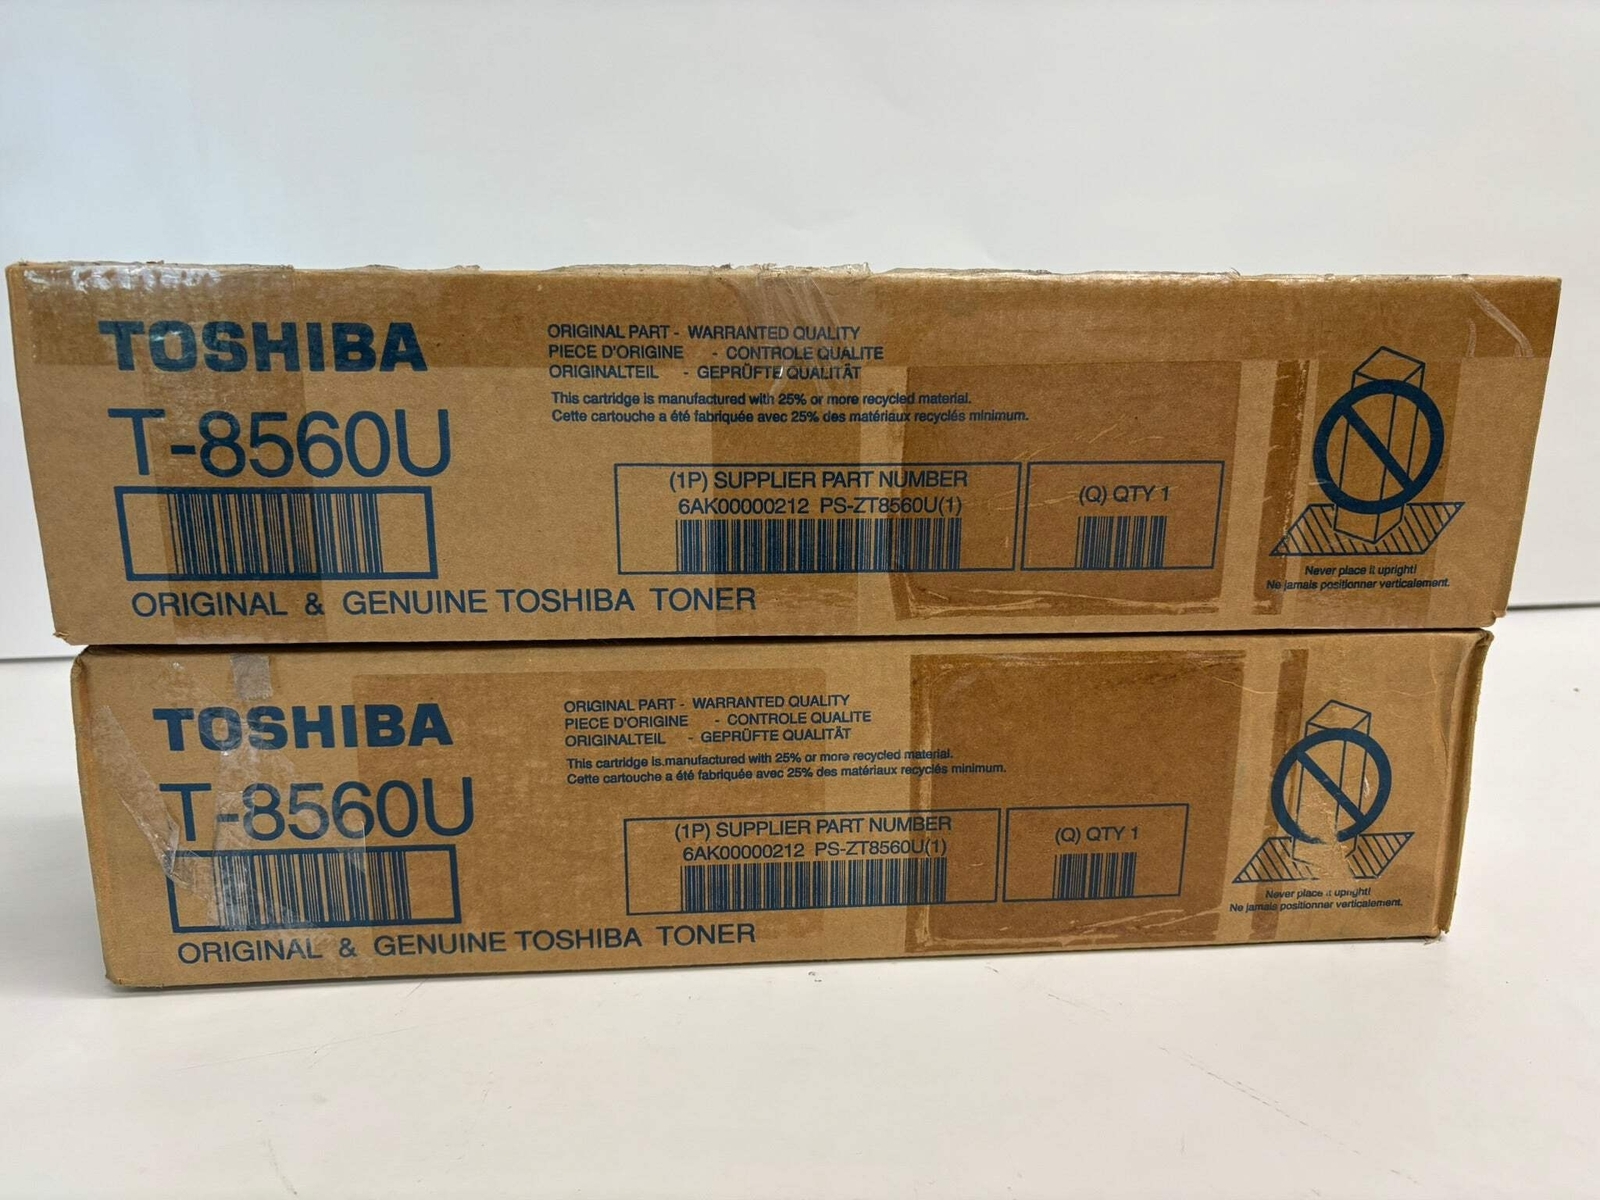 TOSHIBA
T-8560U
ORIGINAL & GENUINE TOSHIBA TONER
ORIGINAL PART - WARRANTED QUALITY
PIECE D'ORIGINE - CONTROLE QUALITE
ORIGINALTEIL - GEPRÜFTE QUALITÄT
This cartridge is manufactured with 25% or more recycled material.
Cette cartouche a été fabriquée avec 25% des matériaux recyclés minimum.
(1P) SUPPLIER PART NUMBER
6AK00000212 PS-ZT8560U(1)
(Q) QTY 1
Never place it upright!
Ne jamais positionner verticalement.
TOSHIBA
T-8560U
ORIGINAL & GENUINE TOSHIBA TONER
ORIGINAL PART - WARRANTED QUALITY
PIECE D'ORIGINE - CONTROLE QUALITE
ORIGINALTEIL - GEPRÜFTE QUALITÄT
This cartridge is manufactured with 25% or more recycled material.
Cette cartouche a été fabriquée avec 25% des matériaux recyclés minimum.
(1P) SUPPLIER PART NUMBER
6AK00000212 PS-ZT8560U(1)
(Q) QTY 1
Never place it upright!
Ne jamais positionner verticalement.